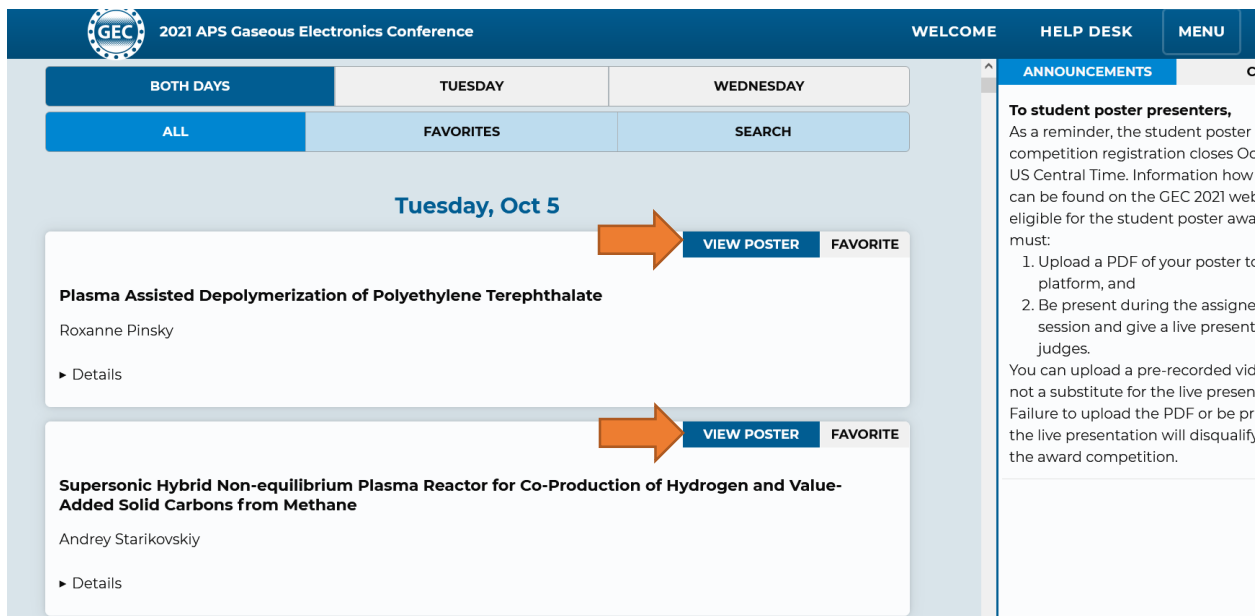 GEC
2021 APS Gaseous Electronics Conference
WELCOME
HELP DESK
MENU
BOTH DAYS
TUESDAY
WEDNESDAY
ALL
FAVORITES
SEARCH
Tuesday, Oct 5
VIEW POSTER
FAVORITE
Plasma Assisted Depolymerization of Polyethylene Terephthalate
Roxanne Pinsky
▸ Details
VIEW POSTER
FAVORITE
Supersonic Hybrid Non-equilibrium Plasma Reactor for Co-Production of Hydrogen and Value-
Added Solid Carbons from Methane
Andrey Starikovskiy
▸ Details
ANNOUNCEMENTS
To student poster presenters,
As a reminder, the student poster
competition registration closes
US Central Time. Information how
can be found on the GEC 2021
eligible for the student poster
must:
1. Upload a PDF of your poster
platform, and
2. Be present during the
session and give a live
judges.
You can upload a pre-recorded
not a substitute for the live
Failure to upload the PDF or be
the live presentation will
the award competition.